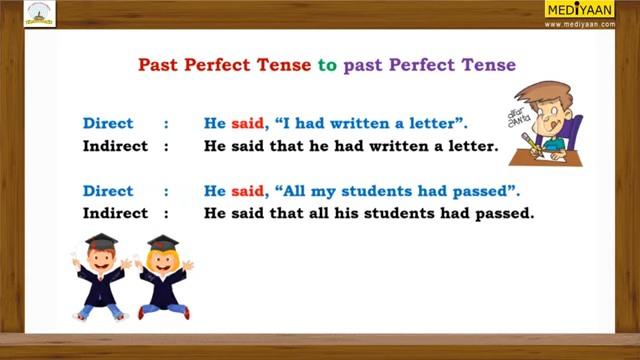 MEDiYAAN
www.mediyaan.com
Past Perfect Tense to past Perfect Tense
Direct : He said, “I had written a letter”.
Indirect : He said that he had written a letter.
Dear
SANTA
Direct : He said, “All my students had passed”.
Indirect : He said that all his students had passed.